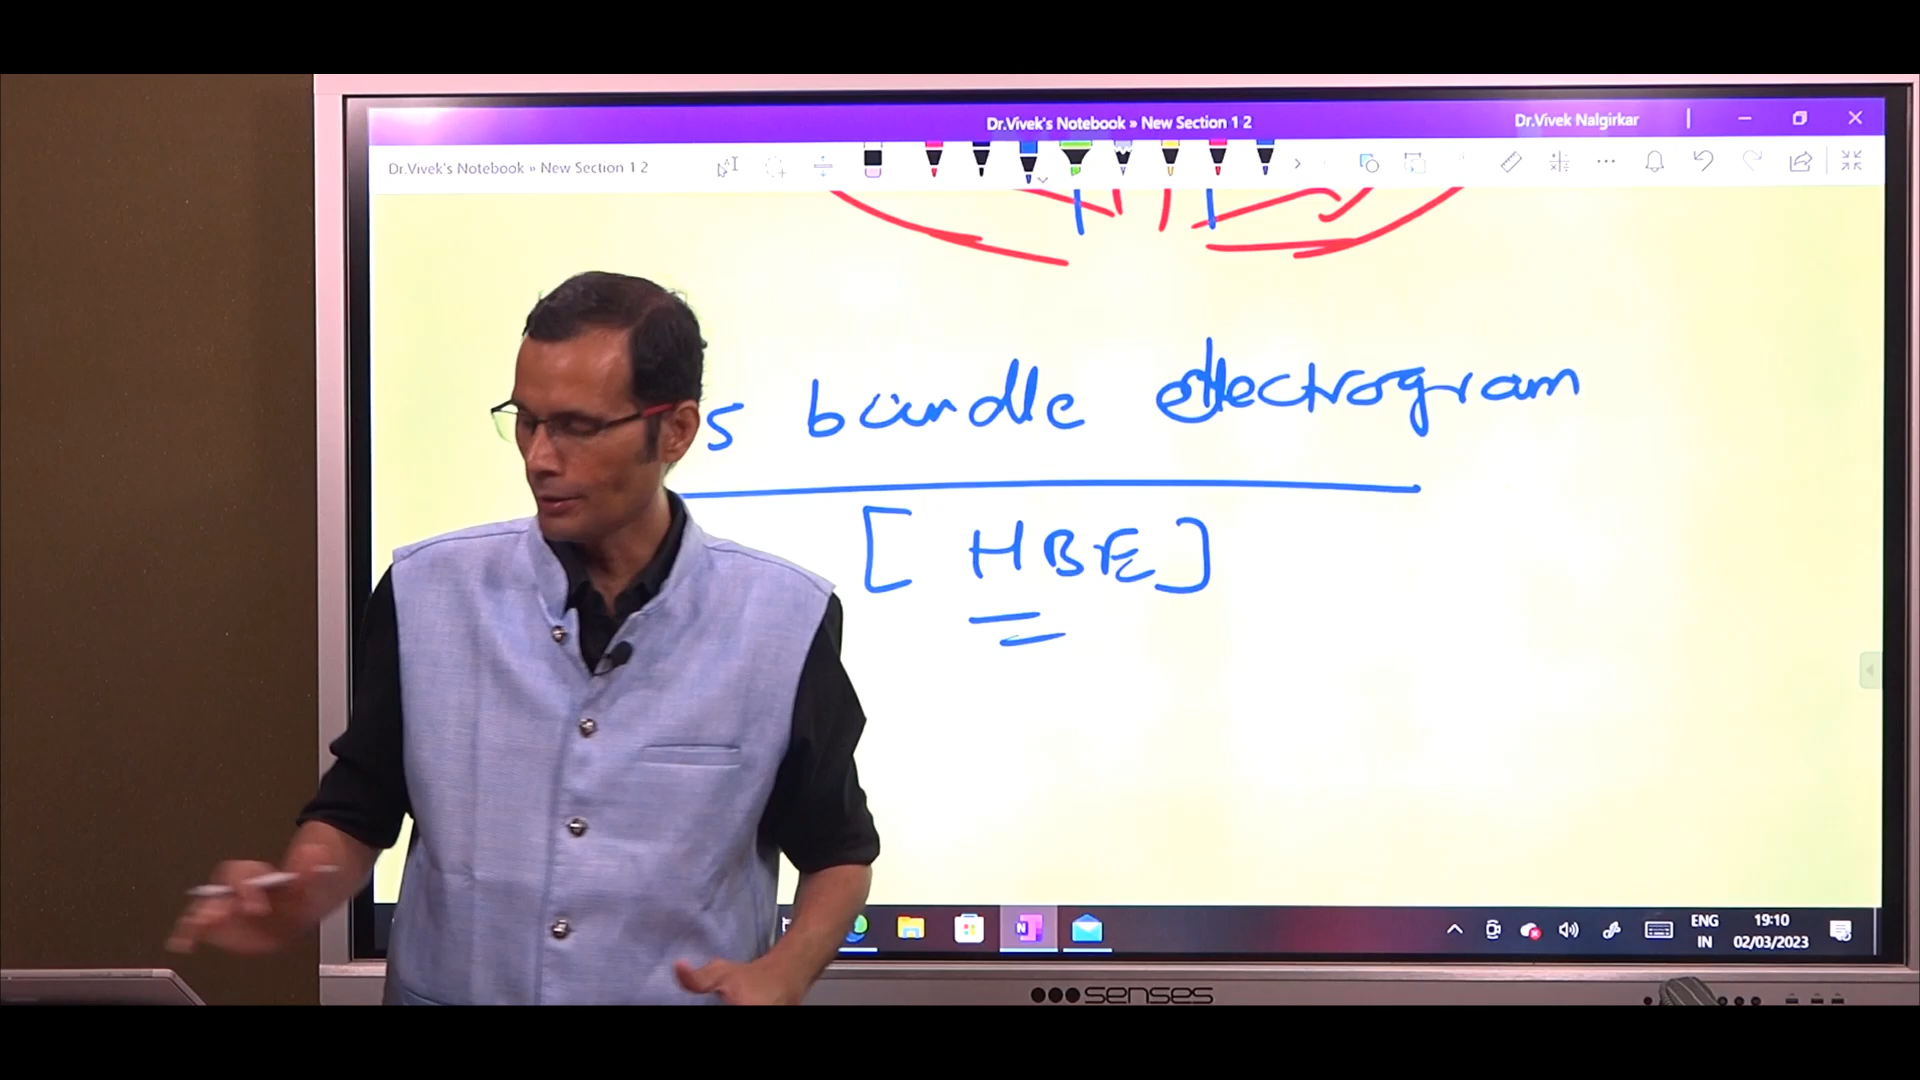 Dr.Vivek's Notebook » New Section 1 2
Dr.Vivek Nalgirkar
Dr.Vivek's Notebook » New Section 1 2
s bundle electrogram
[ HBE ]
ENG
IN
19:10
02/03/2023
senses